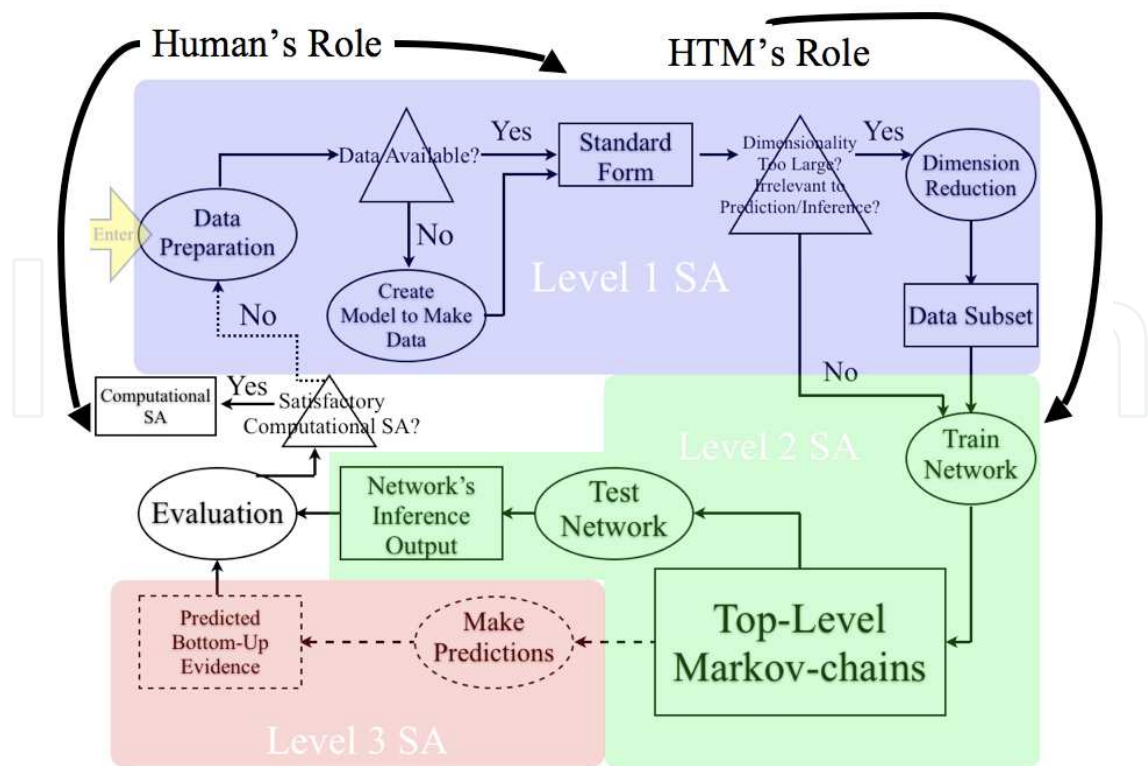 Human's Role
HTM's Role
Data Available?
Yes
Standard
Form
Dimensionality
Too Large?
Irrelevant to
Prediction/Inference?
Yes
Dimension
Reduction
Enter
Data
Preparation
No
Create
Model to Make
Data
Level 1 SA
Data Subset
No
No
Computational
SA
Yes
Satisfactory
Computational SA?
Level 2 SA
Train
Network
Evaluation
Network's
Inference
Output
Test
Network
Top-Level
Markov-chains
Predicted
Bottom-Up
Evidence
Make
Predictions
Level 3 SA